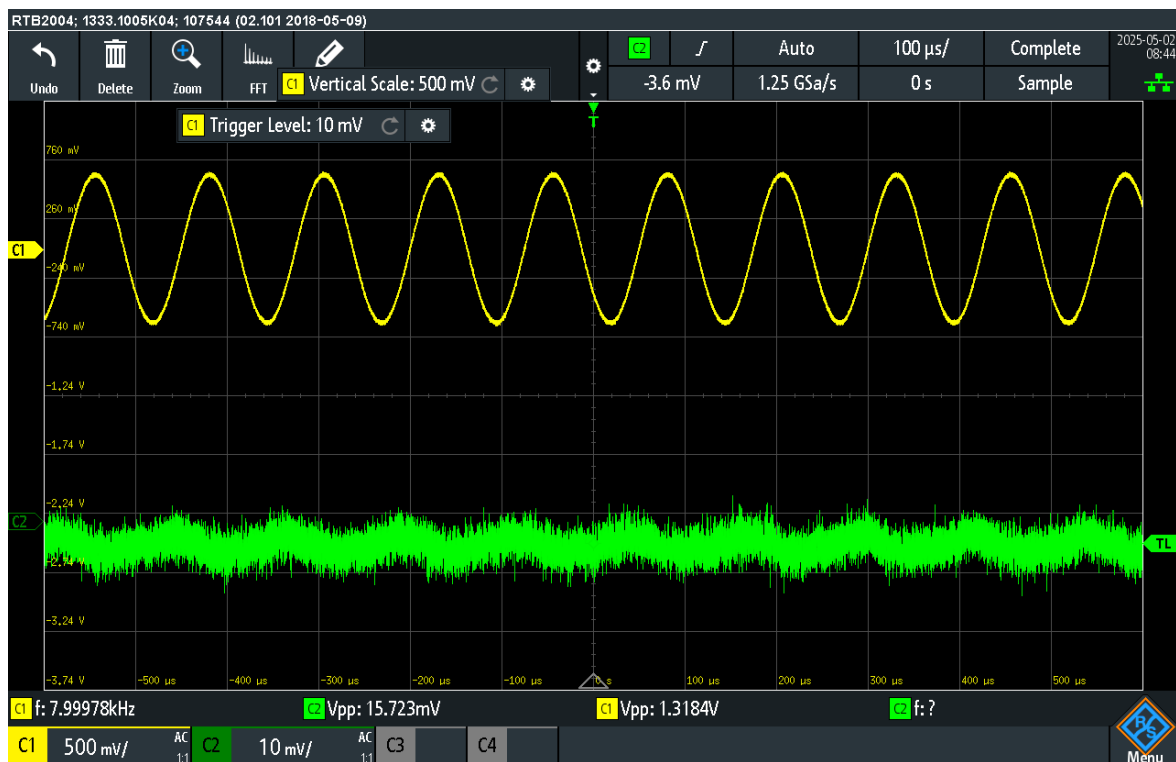 RTB2004; 1333.1005K04; 107544 (02.101 2018-05-09)
Undo Delete Zoom FFT
C2 Auto 100 µs/ Complete
-3.6 mV 1.25 GSa/s 0 s Sample
2025-05-02
08:44
C1 Vertical Scale: 500 mV
C1 Trigger Level: 10 mV
T
760 mV
260 mV
C1
-240 mV
-740 mV
-1.24 V
-1.74 V
-2.24 V
C2
TL
-2.74 V
-3.24 V
-3.74 V -500 µs -400 µs -300 µs -200 µs -100 µs 0 s 100 µs 200 µs 300 µs 400 µs 500 µs
C1 f: 7.99978kHz C2 Vpp: 15.723mV C1 Vpp: 1.3184V C2 f: ?
C1 500 mV/ AC 1:1 C2 10 mV/ AC 1:1 C3 C4
R&S
Menu